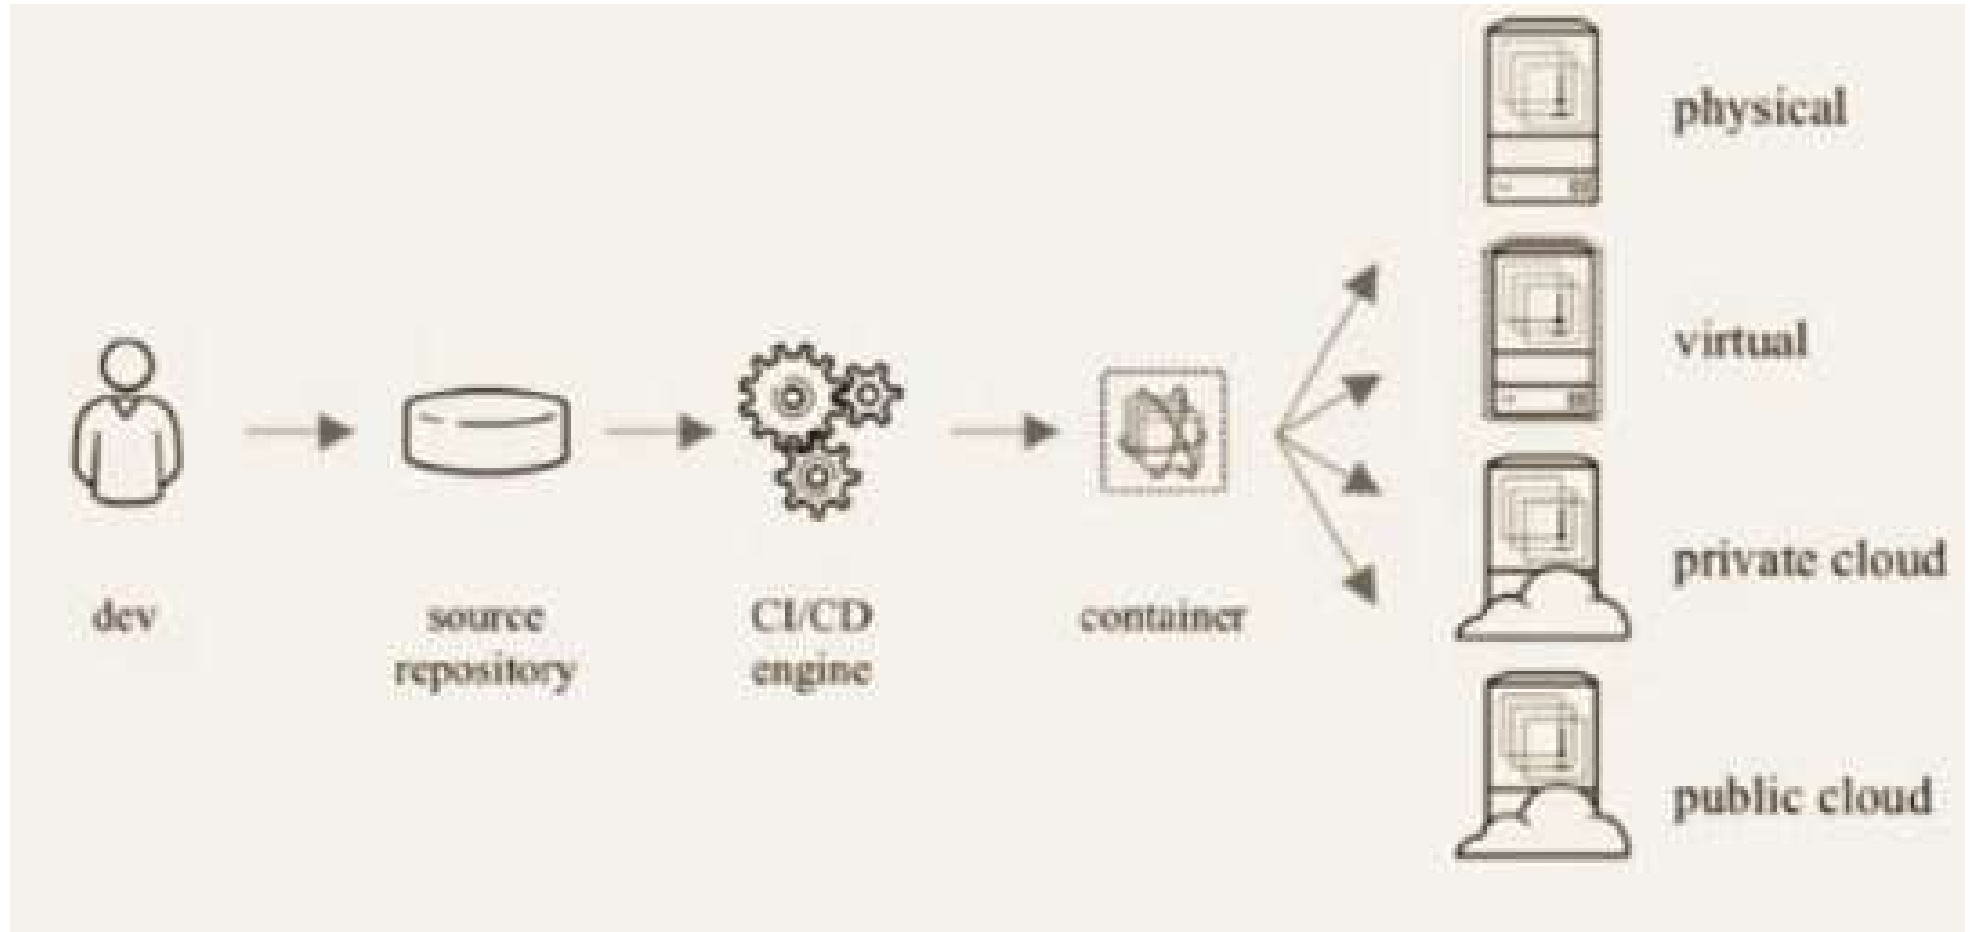 physical
virtual
private cloud
public cloud
dev
source
repository
CI/CD
engine
container